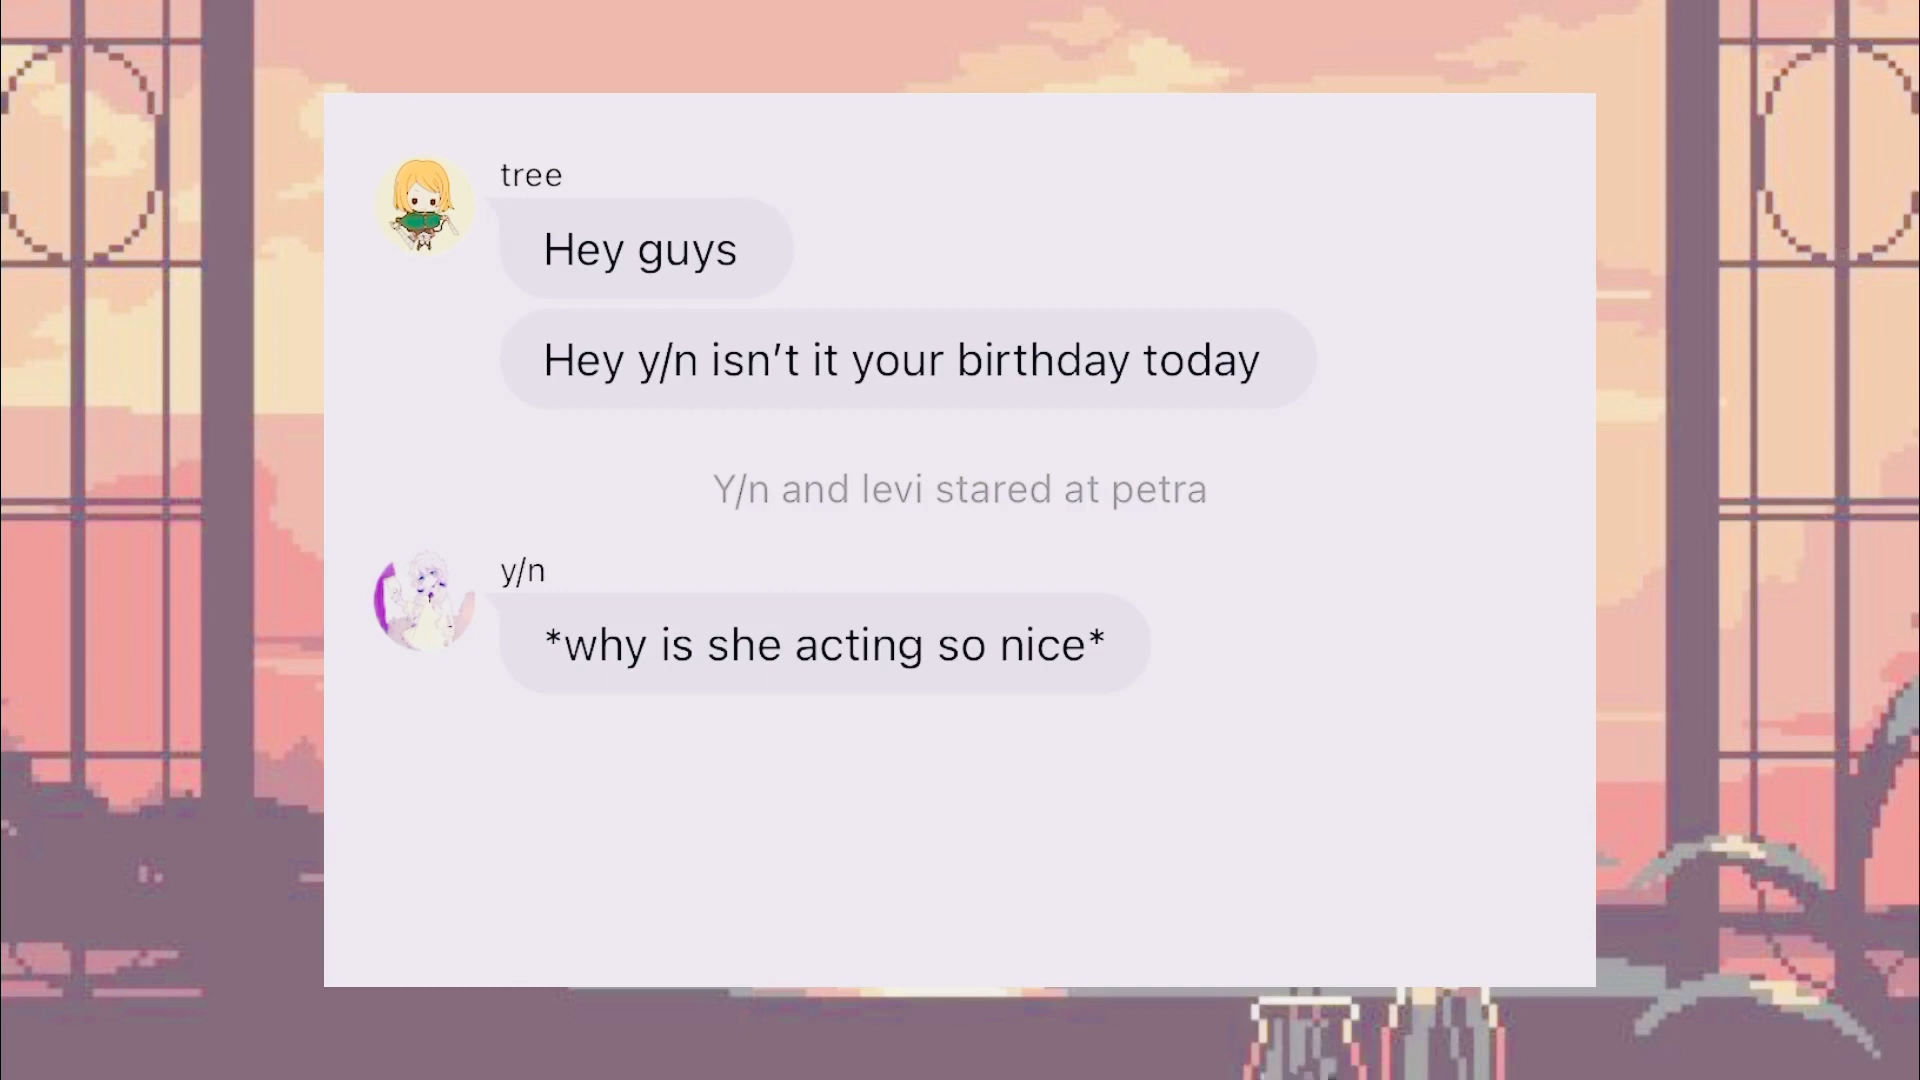 tree
Hey guys
Hey y/n isn’t it your birthday today
Y/n and levi stared at petra
y/n
*why is she acting so nice*